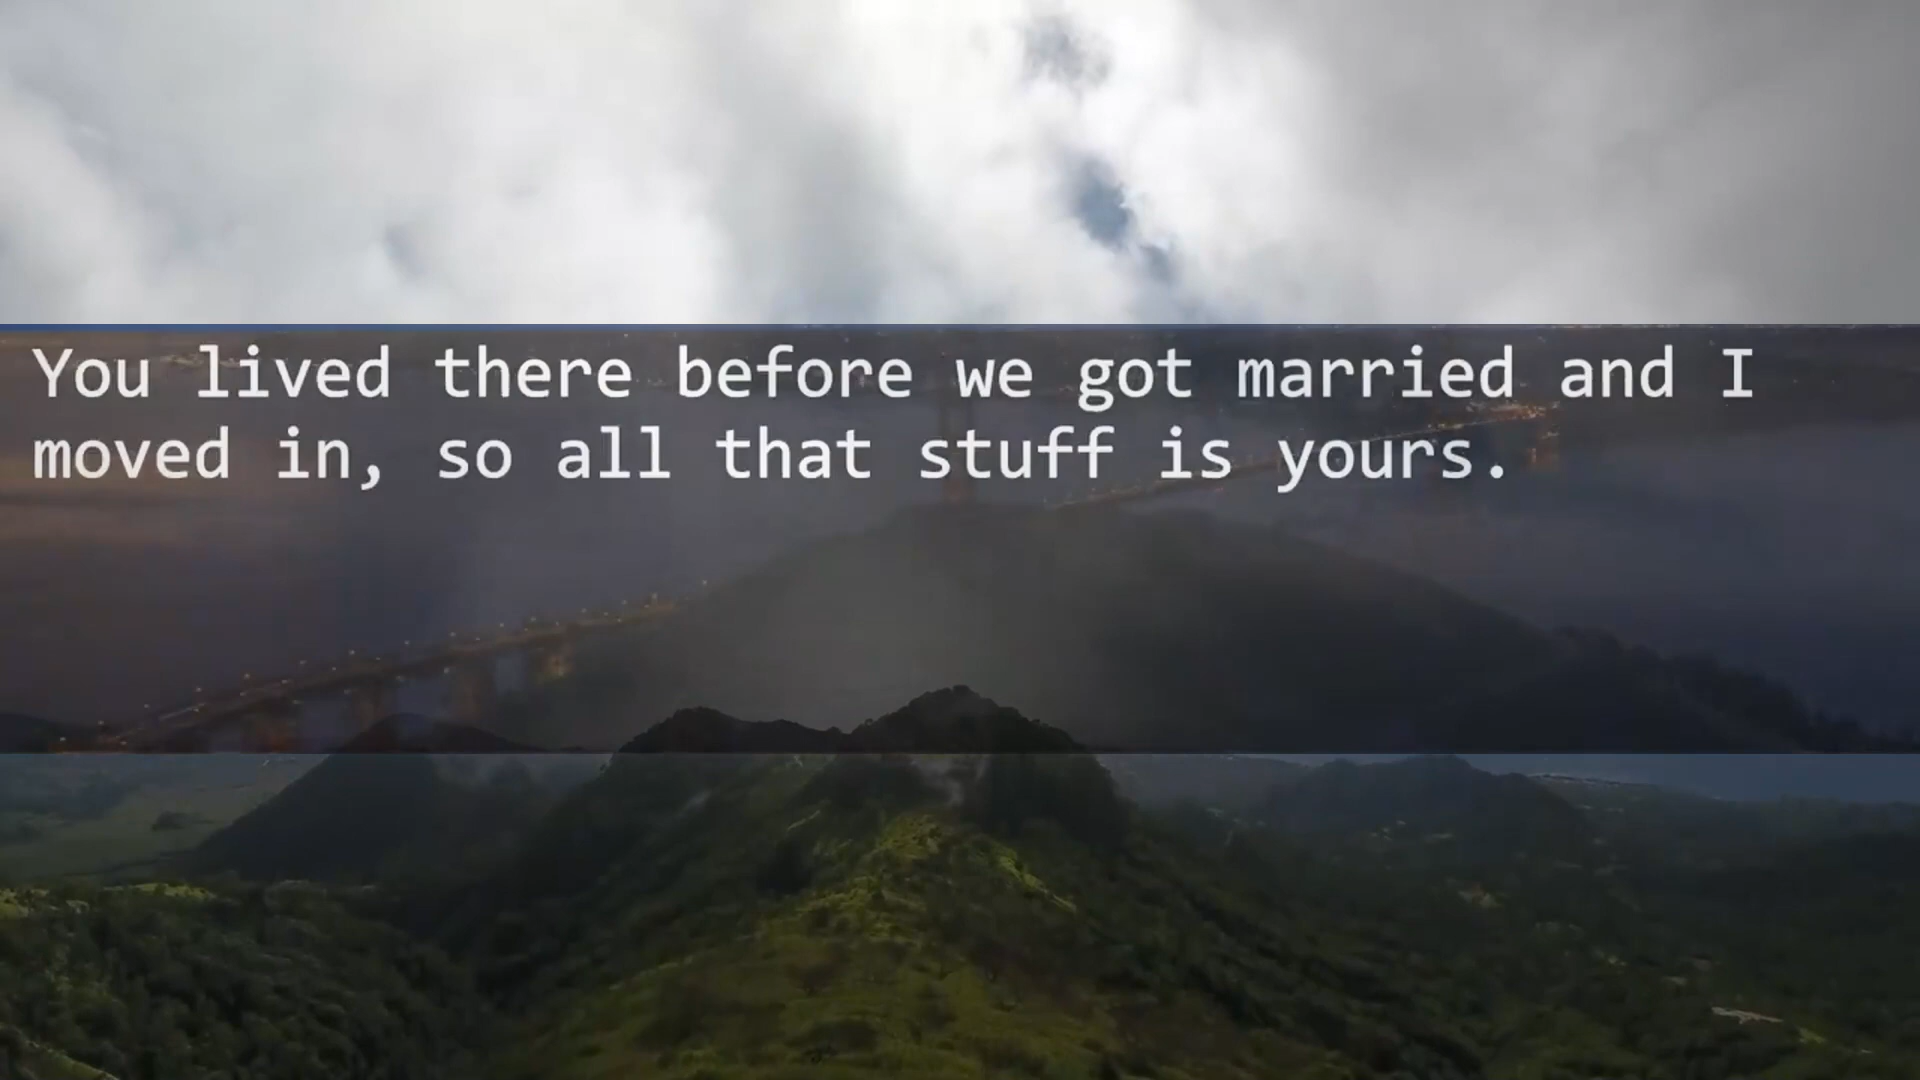 You lived there before we got married and I
moved in, so all that stuff is yours.